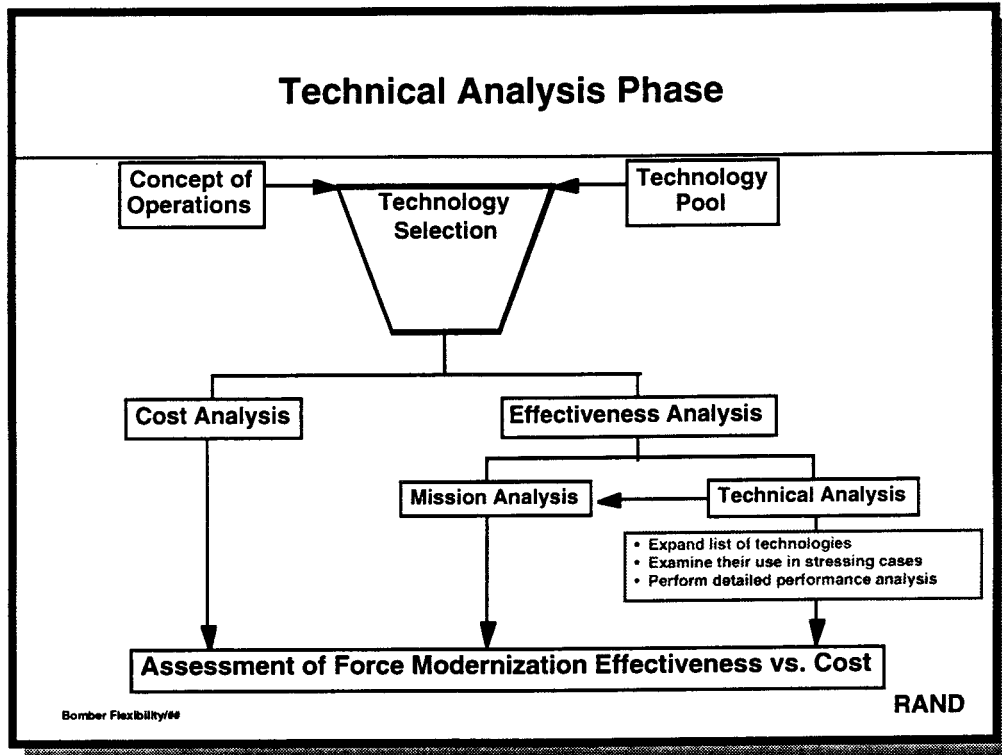 Technical Analysis Phase
Concept of
Operations
Technology
Selection
Technology
Pool
Cost Analysis
Effectiveness Analysis
Mission Analysis
Technical Analysis
• Expand list of technologies
• Examine their use in stressing cases
• Perform detailed performance analysis
Assessment of Force Modernization Effectiveness vs. Cost
Bomber Flexibility/##
RAND